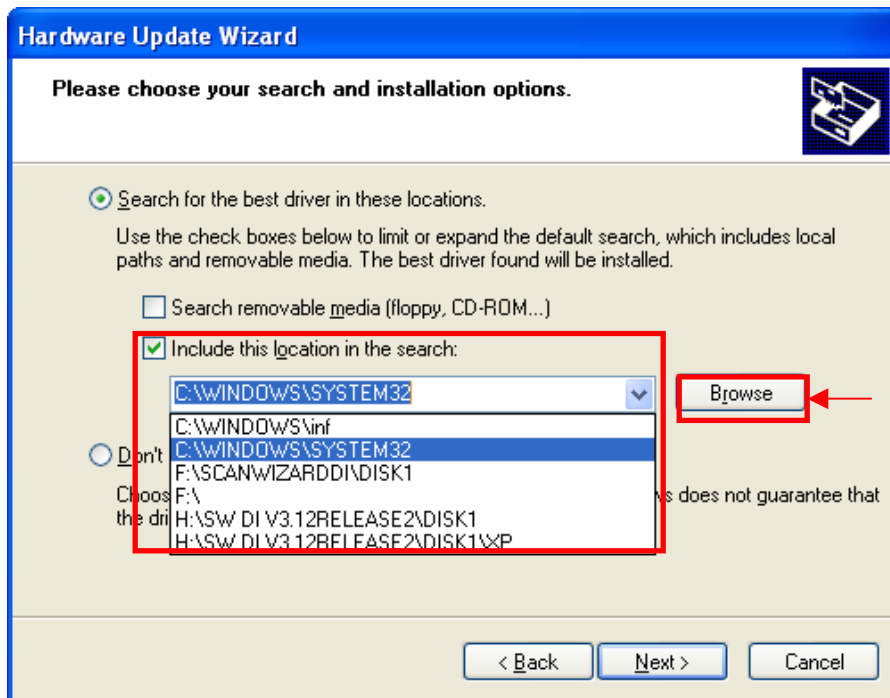 Hardware Update Wizard
Please choose your search and installation options.
Search for the best driver in these locations.
Use the check boxes below to limit or expand the default search, which includes local
paths and removable media. The best driver found will be installed.
Search removable media (floppy, CD-ROM...)
Include this location in the search:
C:\WINDOWS\SYSTEM32
Browse
C:\WINDOWS\inf
C:\WINDOWS\SYSTEM32
Don't
F:\SCANWIZARDDI\DISK1
F:\
Choos
does not guarantee that
H:\SW DI V3.12RELEASE2\DISK1
the dri
H:\SW DI V3.12RELEASE2\DISK1\XP
< Back
Next >
Cancel